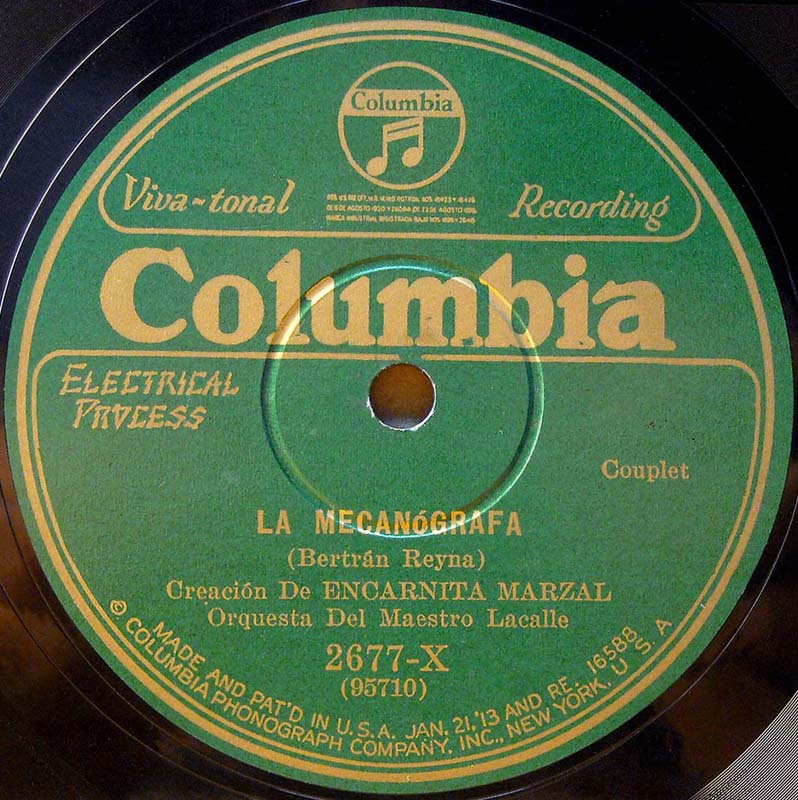 Columbia
Viva-tonal
Recording
Columbia
ELECTRICAL
PROCESS
Couplet
LA MECANóGRAFA
(Bertrán Reyna)
Creación De ENCARNITA MARZAL
Orquesta Del Maestro Lacalle
2677-X
(95710)
MADE AND PAT'D IN U.S.A. JAN. 21,'13 AND RE. 16588
© COLUMBIA PHONOGRAPH COMPANY, INC., NEW YORK, U.S.A